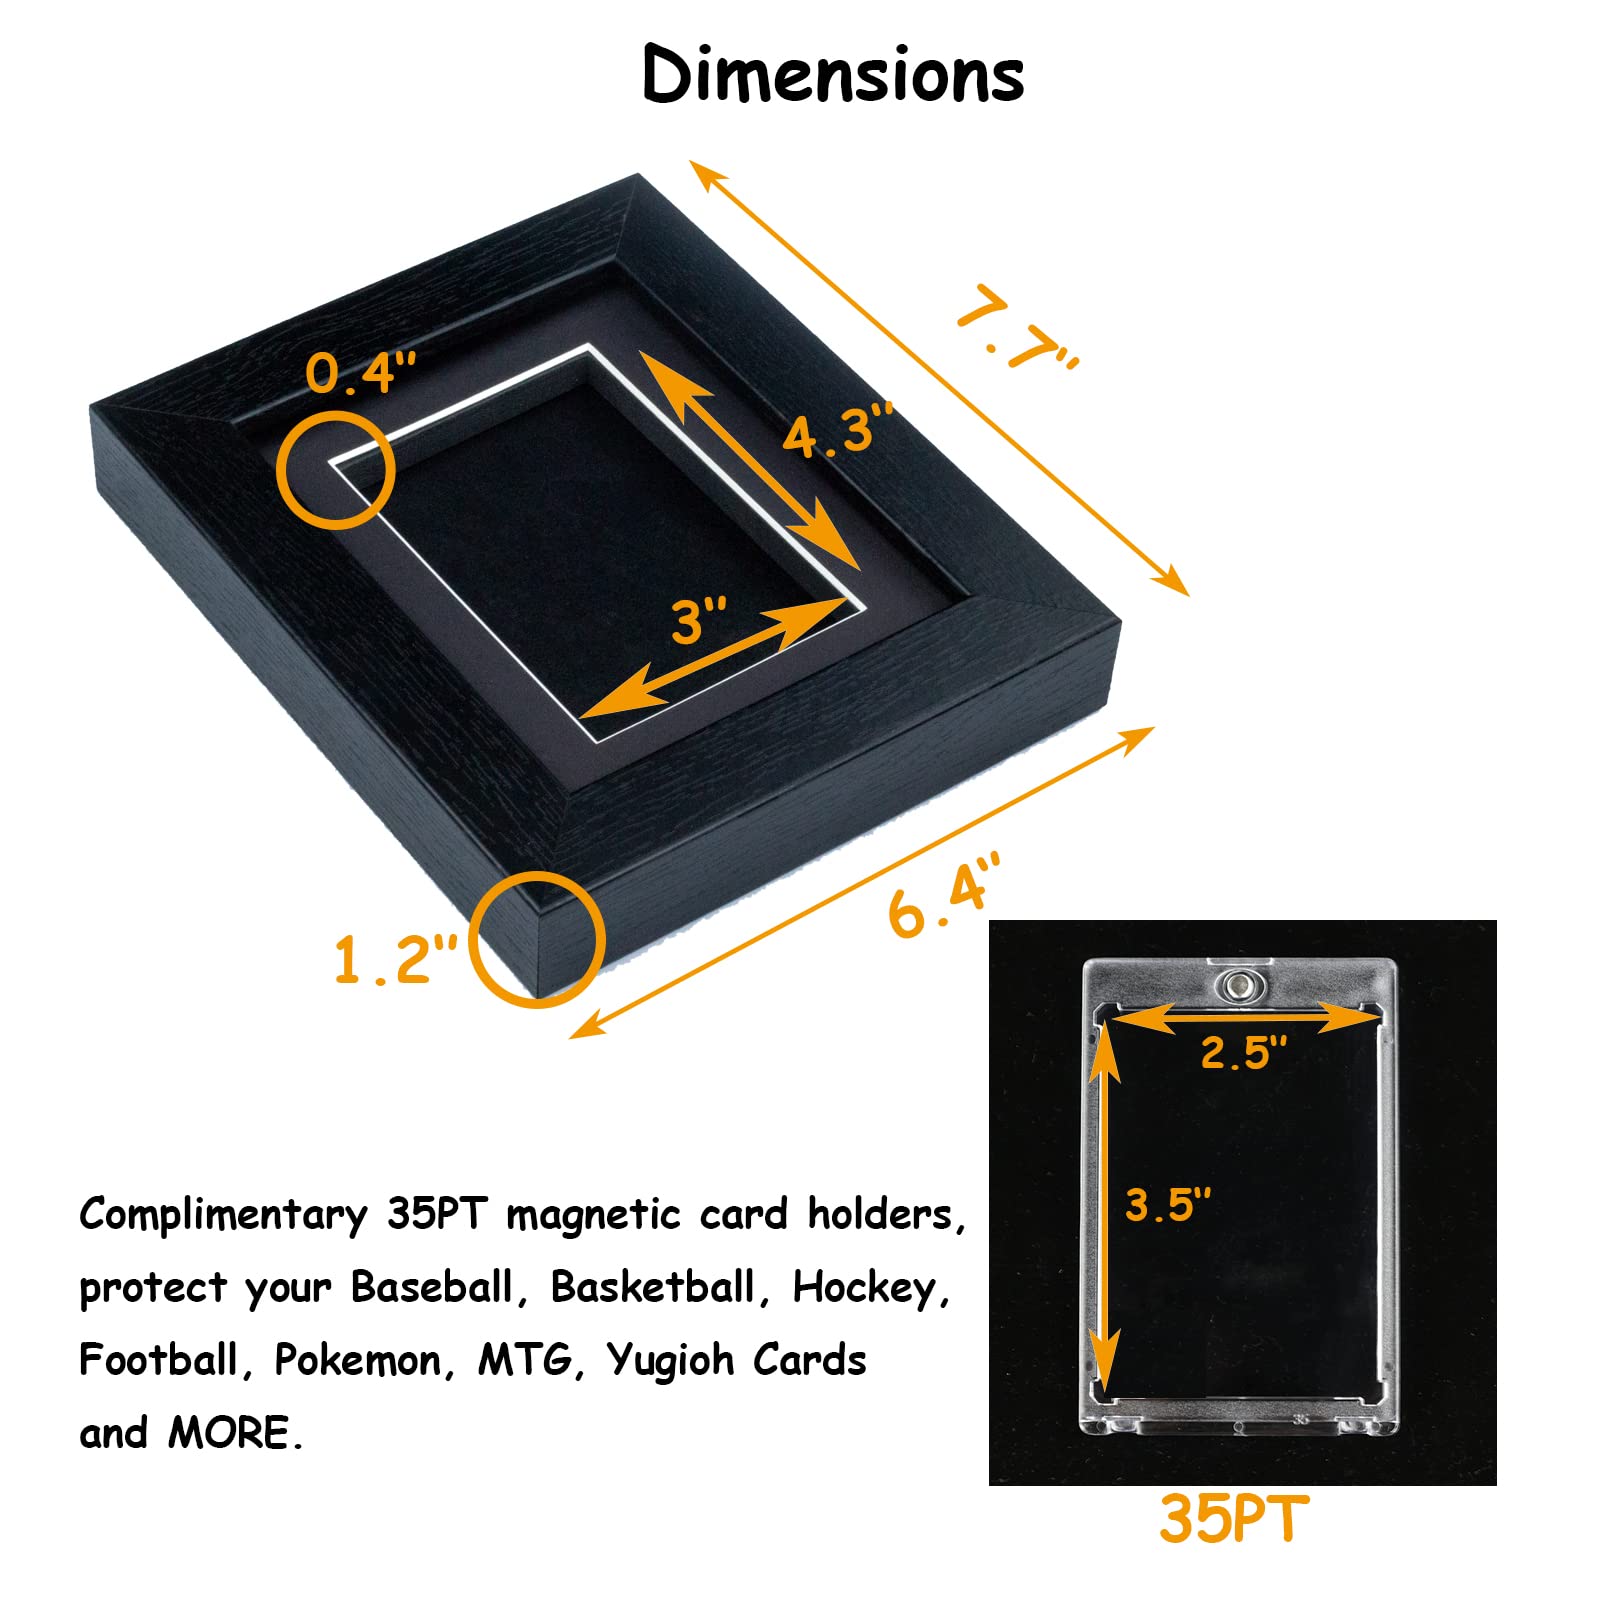 Dimensions
7.7"
0.4"
4.3"
3"
1.2"
6.4"
2.5"
3.5"
35
35PT
Complimentary 35PT magnetic card holders,
protect your Baseball, Basketball, Hockey,
Football, Pokemon, MTG, Yugioh Cards
and MORE.